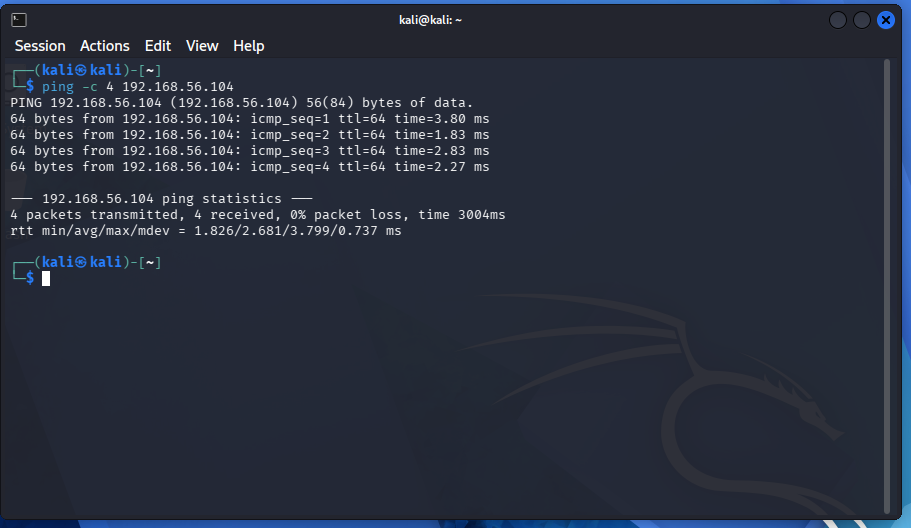 kali@kali: ~
Session Actions Edit View Help
┌──(kali㉿kali)-[~]
└─$ ping -c 4 192.168.56.104
PING 192.168.56.104 (192.168.56.104) 56(84) bytes of data.
64 bytes from 192.168.56.104: icmp_seq=1 ttl=64 time=3.80 ms
64 bytes from 192.168.56.104: icmp_seq=2 ttl=64 time=1.83 ms
64 bytes from 192.168.56.104: icmp_seq=3 ttl=64 time=2.83 ms
64 bytes from 192.168.56.104: icmp_seq=4 ttl=64 time=2.27 ms
--- 192.168.56.104 ping statistics ---
4 packets transmitted, 4 received, 0% packet loss, time 3004ms
rtt min/avg/max/mdev = 1.826/2.681/3.799/0.737 ms
┌──(kali㉿kali)-[~]
└─$